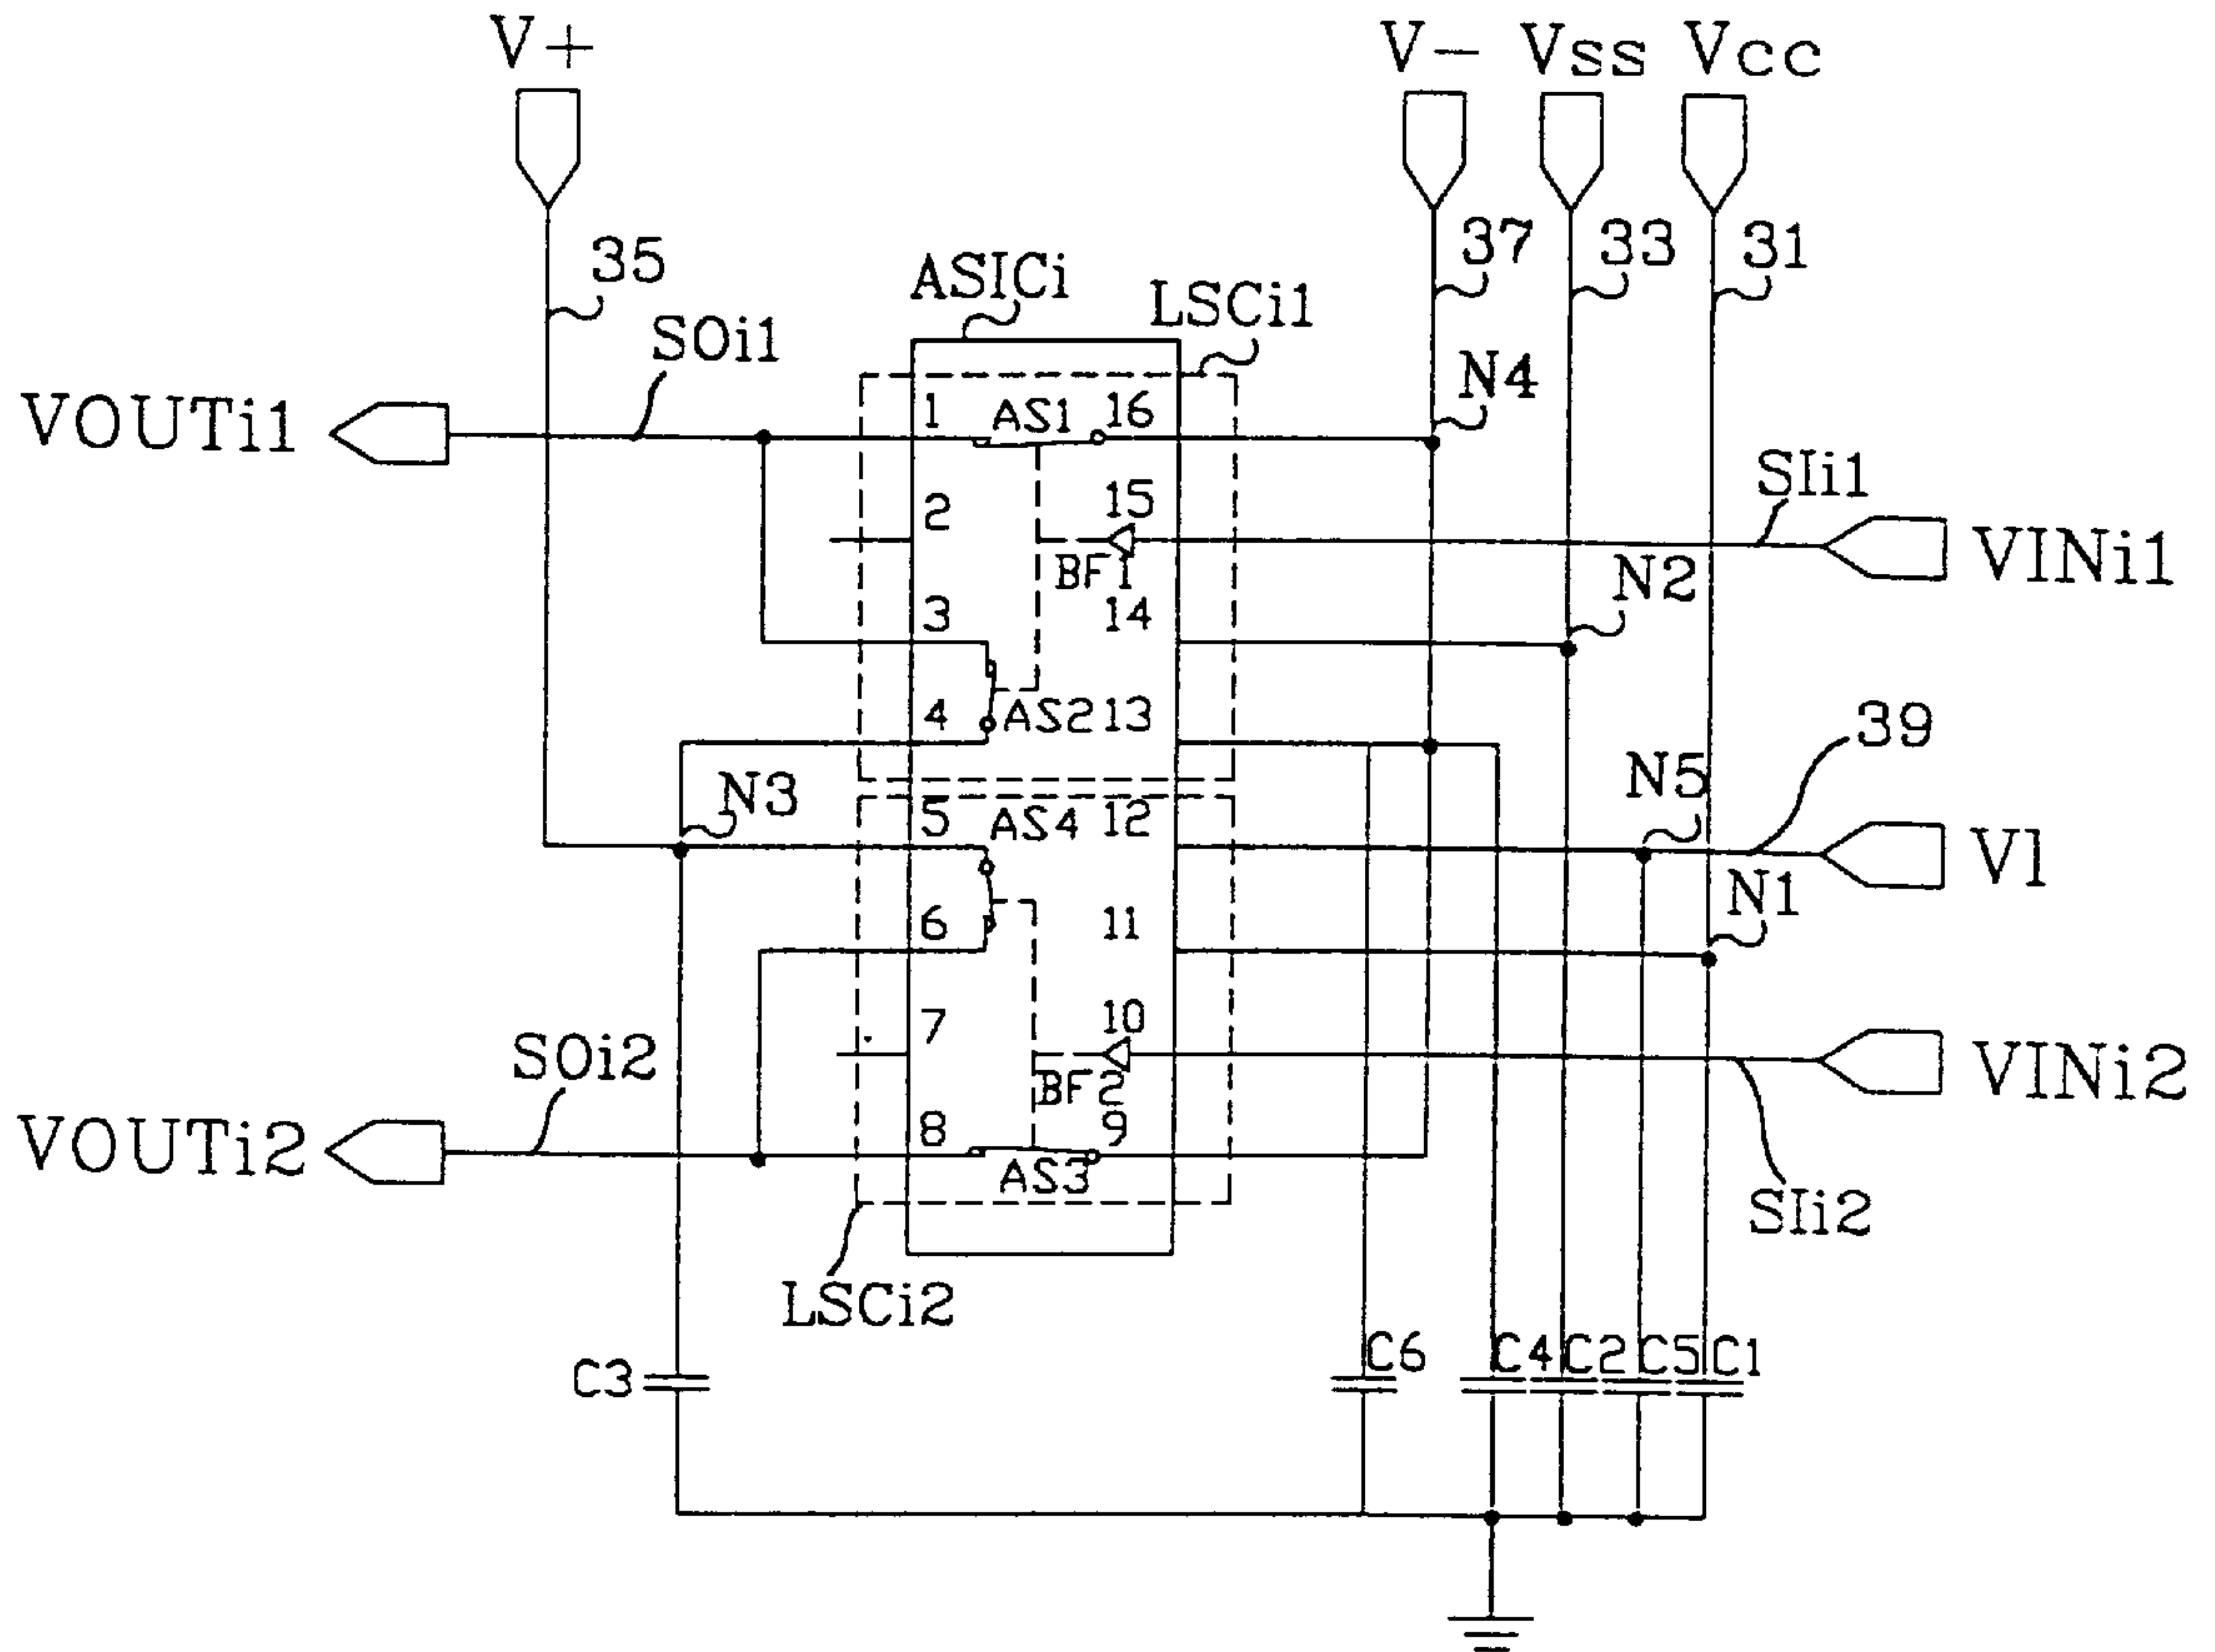 V+
V-
Vss
Vcc
35
37
33
31
ASICi
LSCi1
SOi1
N4
VOUTi1
1
AS1
16
SIi1
2
15
BF1
VINi1
N2
3
14
4
AS2
13
39
N3
N5
5
AS4
12
Vl
N1
6
11
7
10
SOi2
BF2
VINi2
8
9
VOUTi2
AS3
SIi2
LSCi2
C3
C6
C4
C2
C5
C1